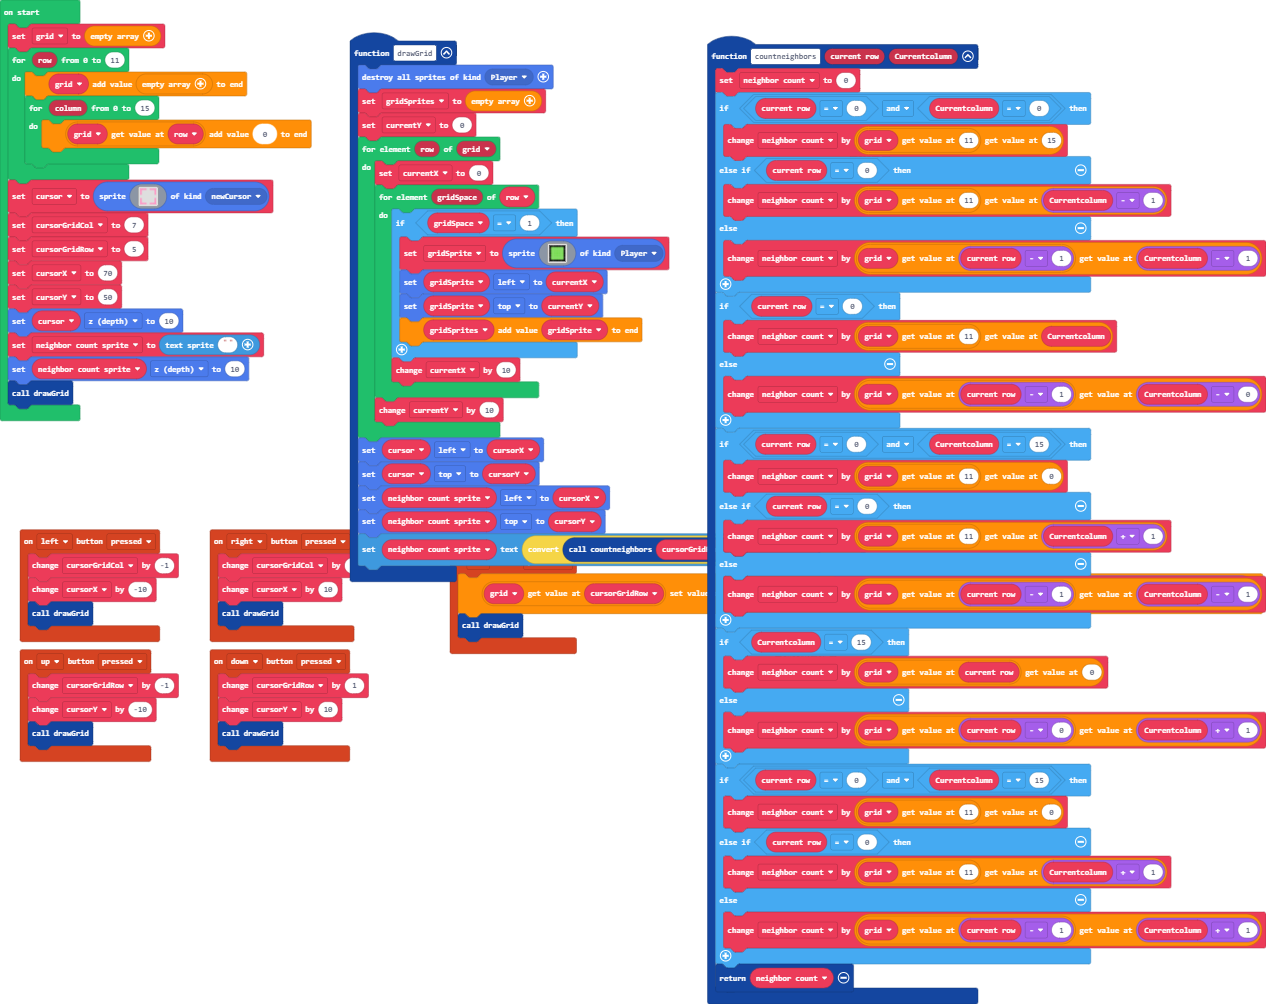 on start
set grid to empty array
for row from 0 to 11
do grid add value empty array to end
for column from 0 to 15
do grid get value at row add value 0 to end
set cursor to sprite of kind newCursor
set cursorGridCol to 7
set cursorGridRow to 5
set cursorX to 70
set cursorY to 50
set cursor z (depth) to 10
set neighbor count sprite to text sprite " "
set neighbor count sprite z (depth) to 10
call drawGrid
on left button pressed
change cursorGridCol by -1
change cursorX by -10
call drawGrid
on right button pressed
change cursorGridCol by
change cursorX by 10
call drawGrid
on up button pressed
change cursorGridRow by -1
change cursorY by -10
call drawGrid
on down button pressed
change cursorGridRow by 1
change cursorY by 10
call drawGrid
function drawGrid
destroy all sprites of kind Player
set gridSprites to empty array
set currentY to 0
for element row of grid
do set currentX to 0
for element gridSpace of row
do if gridSpace = 1 then
set gridSprite to sprite of kind Player
set gridSprite left to currentX
set gridSprite top to currentY
gridSprites add value gridSprite to end
change currentX by 10
change currentY by 10
set cursor left to cursorX
set cursor top to cursorY
set neighbor count sprite left to cursorX
set neighbor count sprite top to cursorY
set neighbor count sprite text convert call countneighbors
grid get value at cursorGridRow set
call drawGrid
function countneighbors current row Currentcolumn
set neighbor count to 0
if current row = 0 and Currentcolumn = 0 then
change neighbor count by grid get value at 11 get value at 15
else if current row = 0 then
change neighbor count by grid get value at 11 get value at Currentcolumn - 1
else
change neighbor count by grid get value at current row - 1 get value at Currentcolumn - 1
if current row = 0 then
change neighbor count by grid get value at 11 get value at Currentcolumn
else
change neighbor count by grid get value at current row - 1 get value at Currentcolumn - 0
if current row = 0 and Currentcolumn = 15 then
change neighbor count by grid get value at 11 get value at 0
else if current row = 0 then
change neighbor count by grid get value at 11 get value at Currentcolumn + 1
else
change neighbor count by grid get value at current row - 1 get value at Currentcolumn - 1
if Currentcolumn = 15 then
change neighbor count by grid get value at current row get value at 0
else
change neighbor count by grid get value at current row - 0 get value at Currentcolumn + 1
if current row = 0 and Currentcolumn = 15 then
change neighbor count by grid get value at 11 get value at 0
else if current row = 0 then
change neighbor count by grid get value at 11 get value at Currentcolumn + 1
else
change neighbor count by grid get value at current row - 1 get value at Currentcolumn + 1
return neighbor count